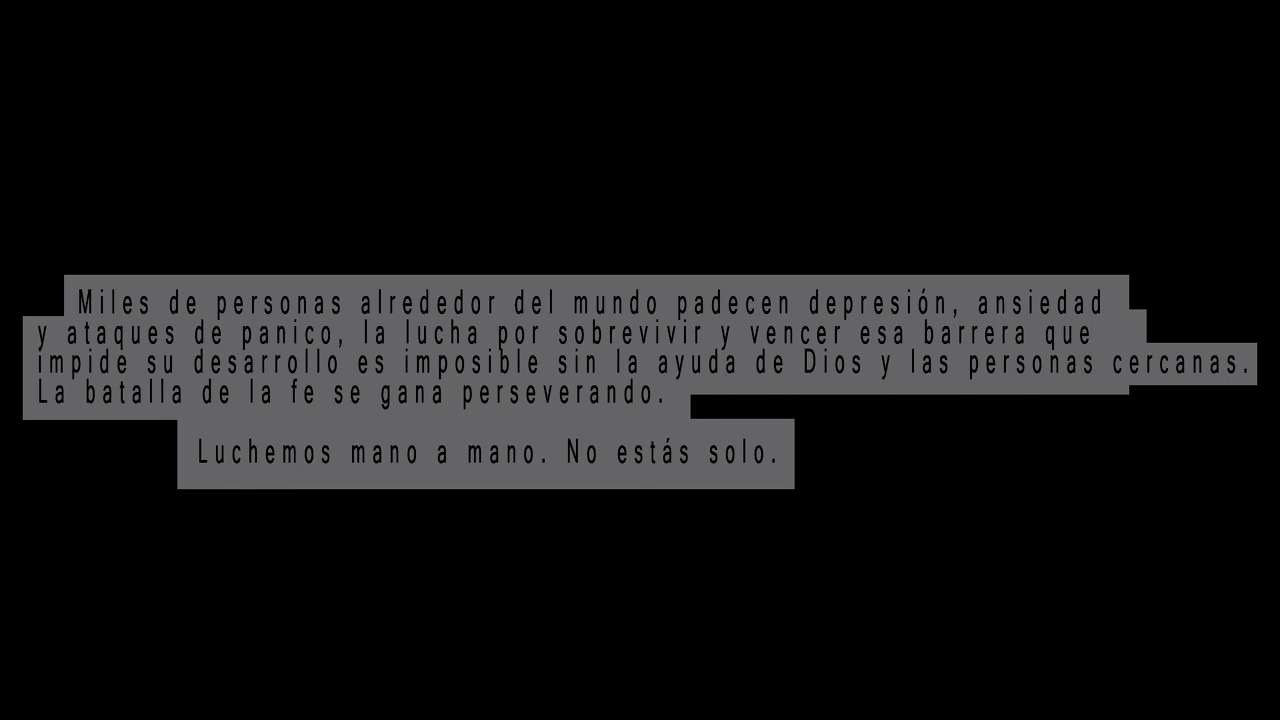 Miles de personas alrededor del mundo padecen depresión, ansiedad
y ataques de panico, la lucha por sobrevivir y vencer esa barrera que
impide su desarrollo es imposible sin la ayuda de Dios y las personas cercanas.
La batalla de la fe se gana perseverando.
Luchemos mano a mano. No estás solo.